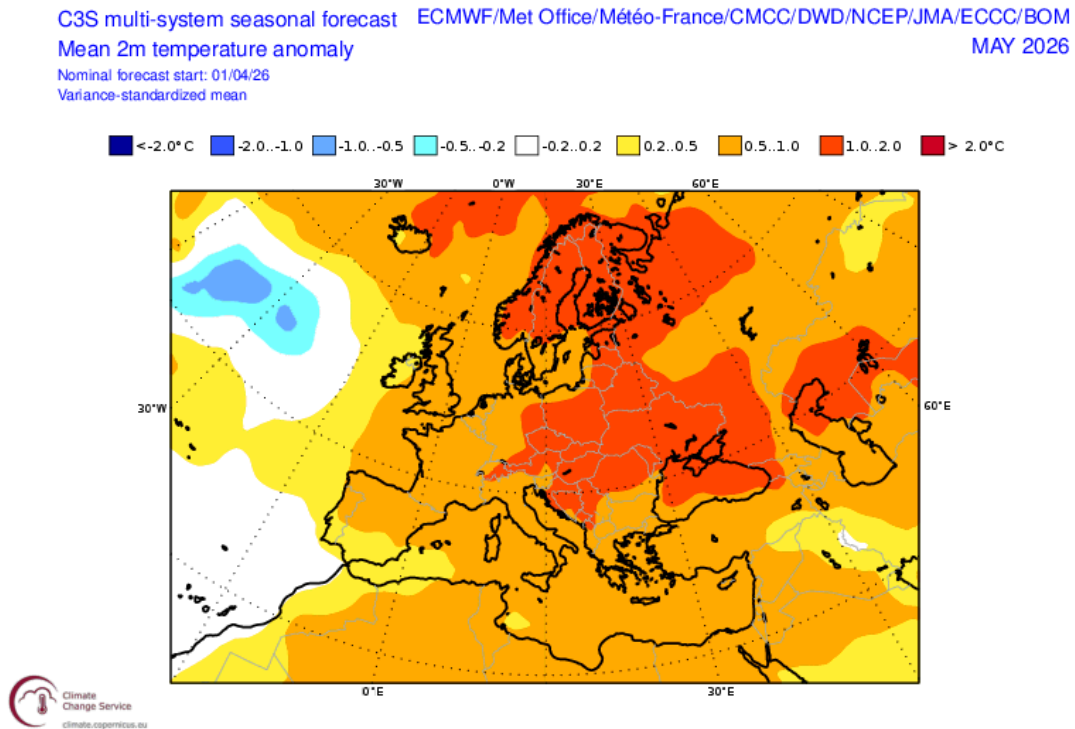 C3S multi-system seasonal forecast ECMWF/Met Office/Météo-France/CMCC/DWD/NCEP/JMA/ECCC/BOM
Mean 2m temperature anomaly MAY 2026
Nominal forecast start: 01/04/26
Variance-standardized mean
<-2.0°C -2.0..-1.0 -1.0..-0.5 -0.5..-0.2 -0.2..0.2 0.2..0.5 0.5..1.0 1.0..2.0 > 2.0°C
30°W 0°W 30°E 60°E
30°W 60°E
0°E 30°E
Climate
Change Service
climate.copernicus.eu